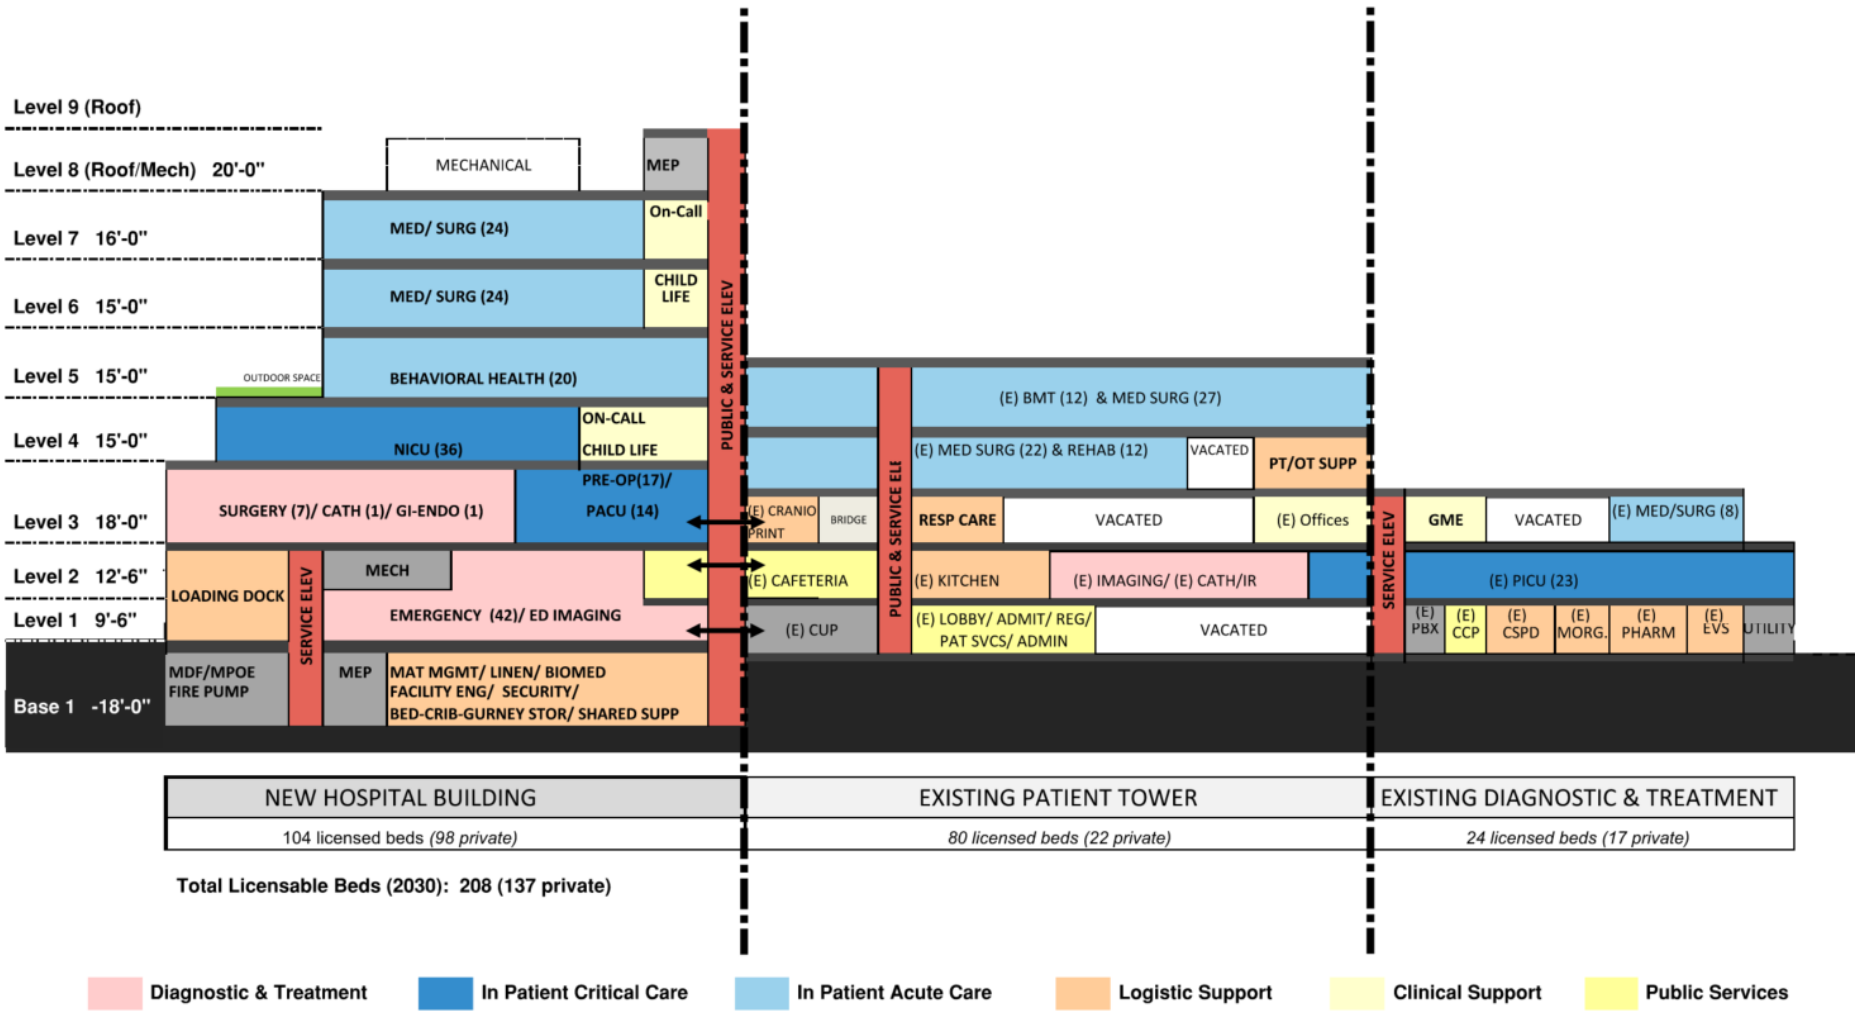 Level 9 (Roof)
Level 8 (Roof/Mech) 20'-0"
MECHANICAL
MEP
Level 7 16'-0"
MED/ SURG (24)
On-Call
Level 6 15'-0"
MED/ SURG (24)
CHILD
LIFE
Level 5 15'-0"
OUTDOOR SPACE
BEHAVIORAL HEALTH (20)
PUBLIC & SERVICE ELEV
(E) BMT (12) & MED SURG (27)
Level 4 15'-0"
NICU (36)
ON-CALL
CHILD LIFE
(E) MED SURG (22) & REHAB (12)
VACATED
PT/OT SUPP
Level 3 18'-0"
SURGERY (7)/ CATH (1)/ GI-ENDO (1)
PRE-OP(17)/
PACU (14)
(E) CRANIO
PRINT
BRIDGE
PUBLIC & SERVICE ELE
RESP CARE
VACATED
(E) Offices
SERVICE ELEV
GME
VACATED
(E) MED/SURG (8)
Level 2 12'-6"
LOADING DOCK
SERVICE ELEV
MECH
(E) CAFETERIA
(E) KITCHEN
(E) IMAGING/ (E) CATH/IR
(E) PICU (23)
Level 1 9'-6"
EMERGENCY (42)/ ED IMAGING
(E) CUP
(E) LOBBY/ ADMIT/ REG/
PAT SVCS/ ADMIN
VACATED
(E)
PBX
(E)
CCP
(E)
CSPD
(E)
MORG.
(E)
PHARM
(E)
EVS
UTILITY
Base 1 -18'-0"
MDF/MPOE
FIRE PUMP
MEP
MAT MGMT/ LINEN/ BIOMED
FACILITY ENG/ SECURITY/
BED-CRIB-GURNEY STOR/ SHARED SUPP
NEW HOSPITAL BUILDING
EXISTING PATIENT TOWER
EXISTING DIAGNOSTIC & TREATMENT
104 licensed beds (98 private)
80 licensed beds (22 private)
24 licensed beds (17 private)
Total Licensable Beds (2030): 208 (137 private)
Diagnostic & Treatment
In Patient Critical Care
In Patient Acute Care
Logistic Support
Clinical Support
Public Services